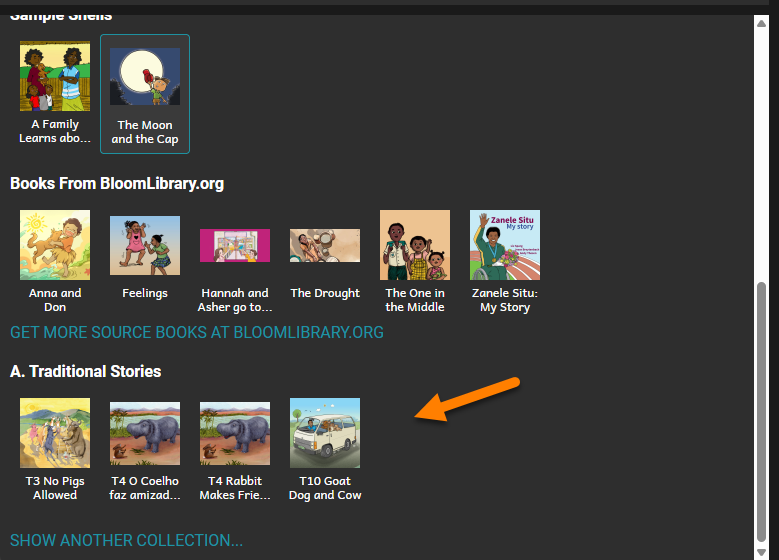 Sample Shells
A Family
Learns abo...
The Moon
and the Cap
Books From BloomLibrary.org
Zanele Situ
My story
Anna and
Don
Feelings
Hannah and
Asher go to...
The Drought
The One in
the Middle
Zanele Situ:
My Story
GET MORE SOURCE BOOKS AT BLOOMLIBRARY.ORG
A. Traditional Stories
T3 No Pigs
Allowed
T4 O Coelho
faz amizad...
T4 Rabbit
Makes Frie...
T10 Goat
Dog and Cow
SHOW ANOTHER COLLECTION...